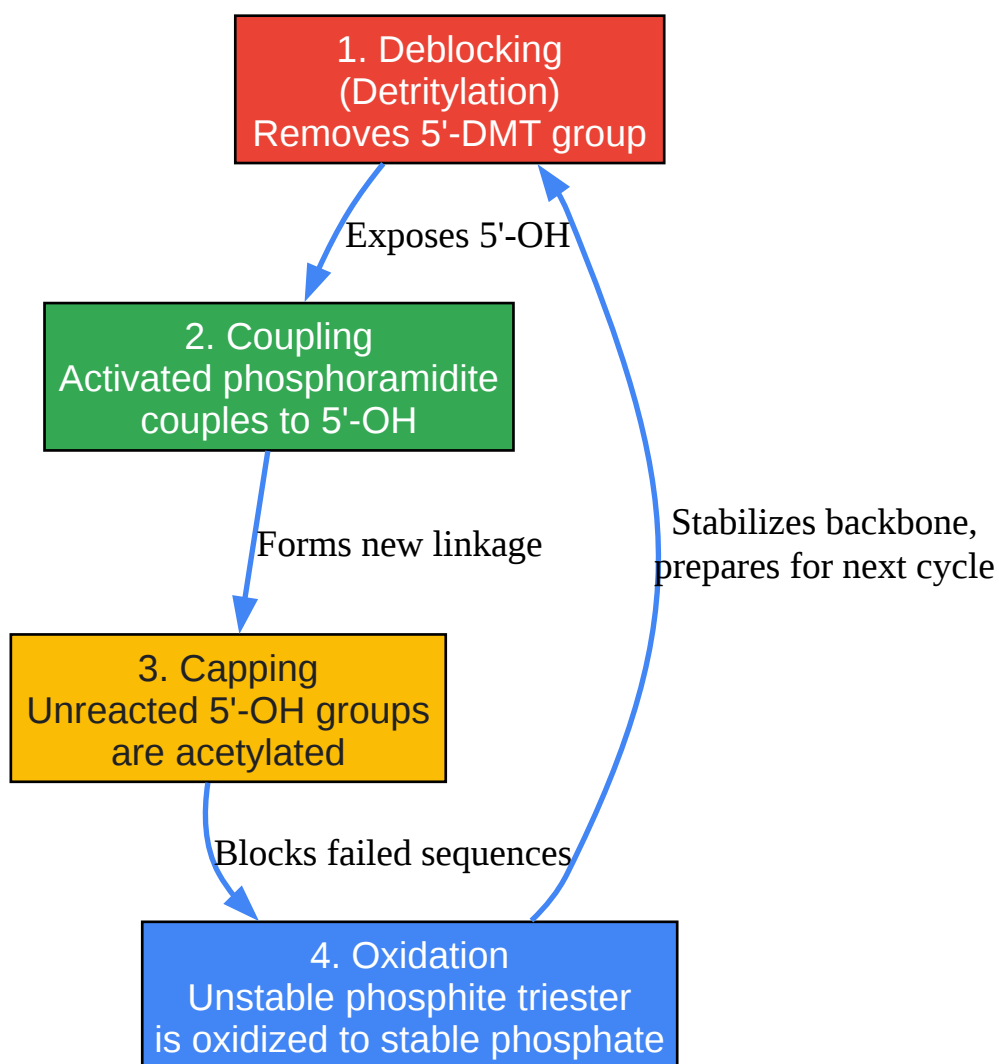 1. Deblocking
(Detritylation)
Removes 5'-DMT group
Exposes 5'-OH
2. Coupling
Activated phosphoramidite
couples to 5'-OH
Forms new linkage
Stabilizes backbone,
prepares for next cycle
3. Capping
Unreacted 5'-OH groups
are acetylated
Blocks failed sequences
4. Oxidation
Unstable phosphite triester
is oxidized to stable phosphate